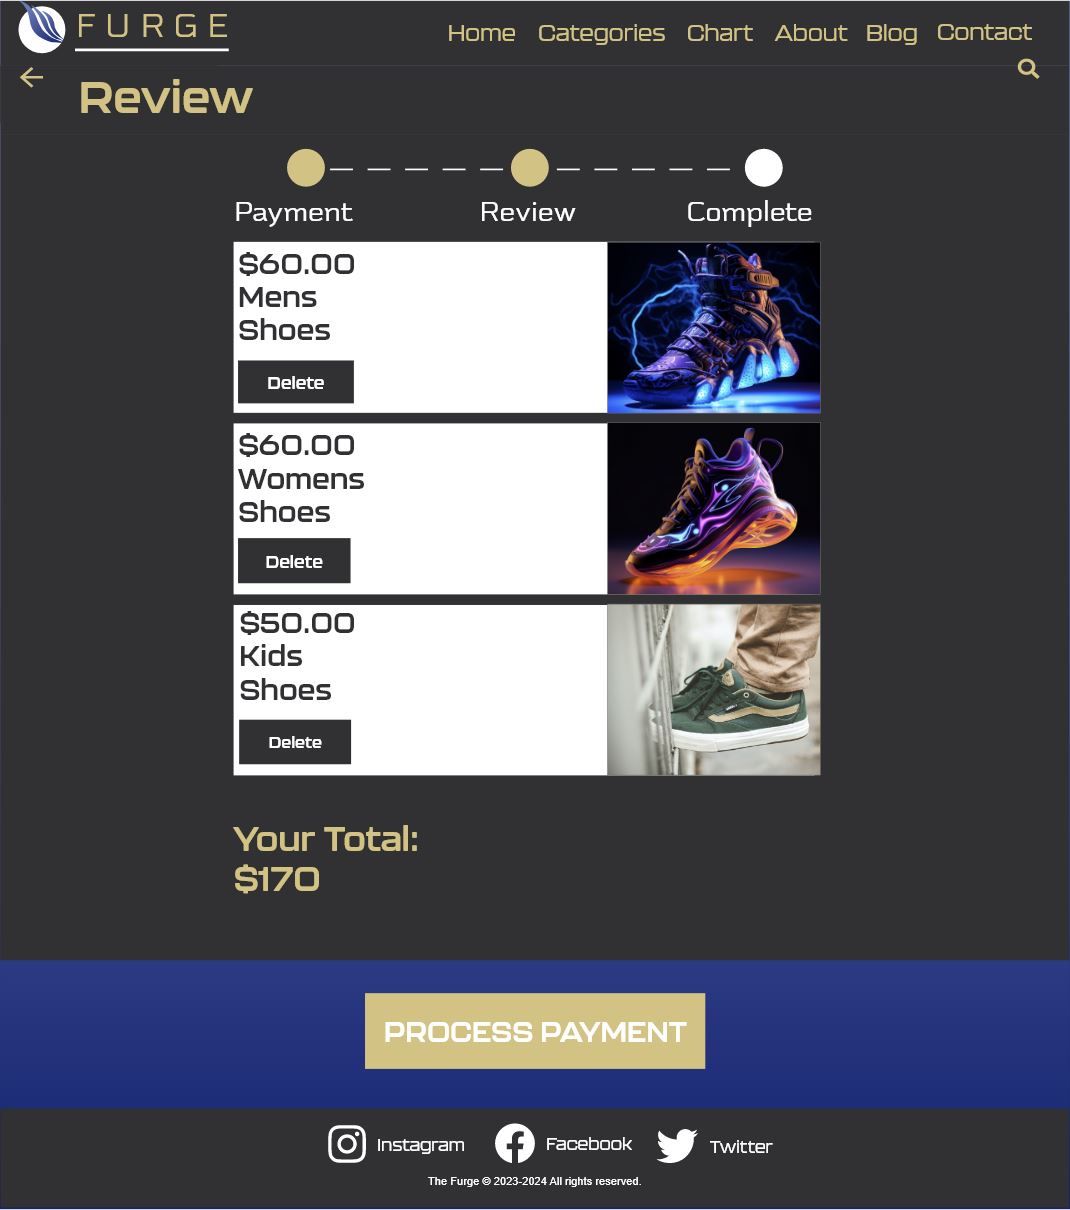 FURGE
Home Categories Chart About Blog Contact
Review
Payment Review Complete
$60.00
Mens
Shoes
Delete
$60.00
Womens
Shoes
Delete
$50.00
Kids
Shoes
Delete
Your Total:
$170
PROCESS PAYMENT
Instagram Facebook Twitter
The Furge © 2023-2024 All rights reserved.